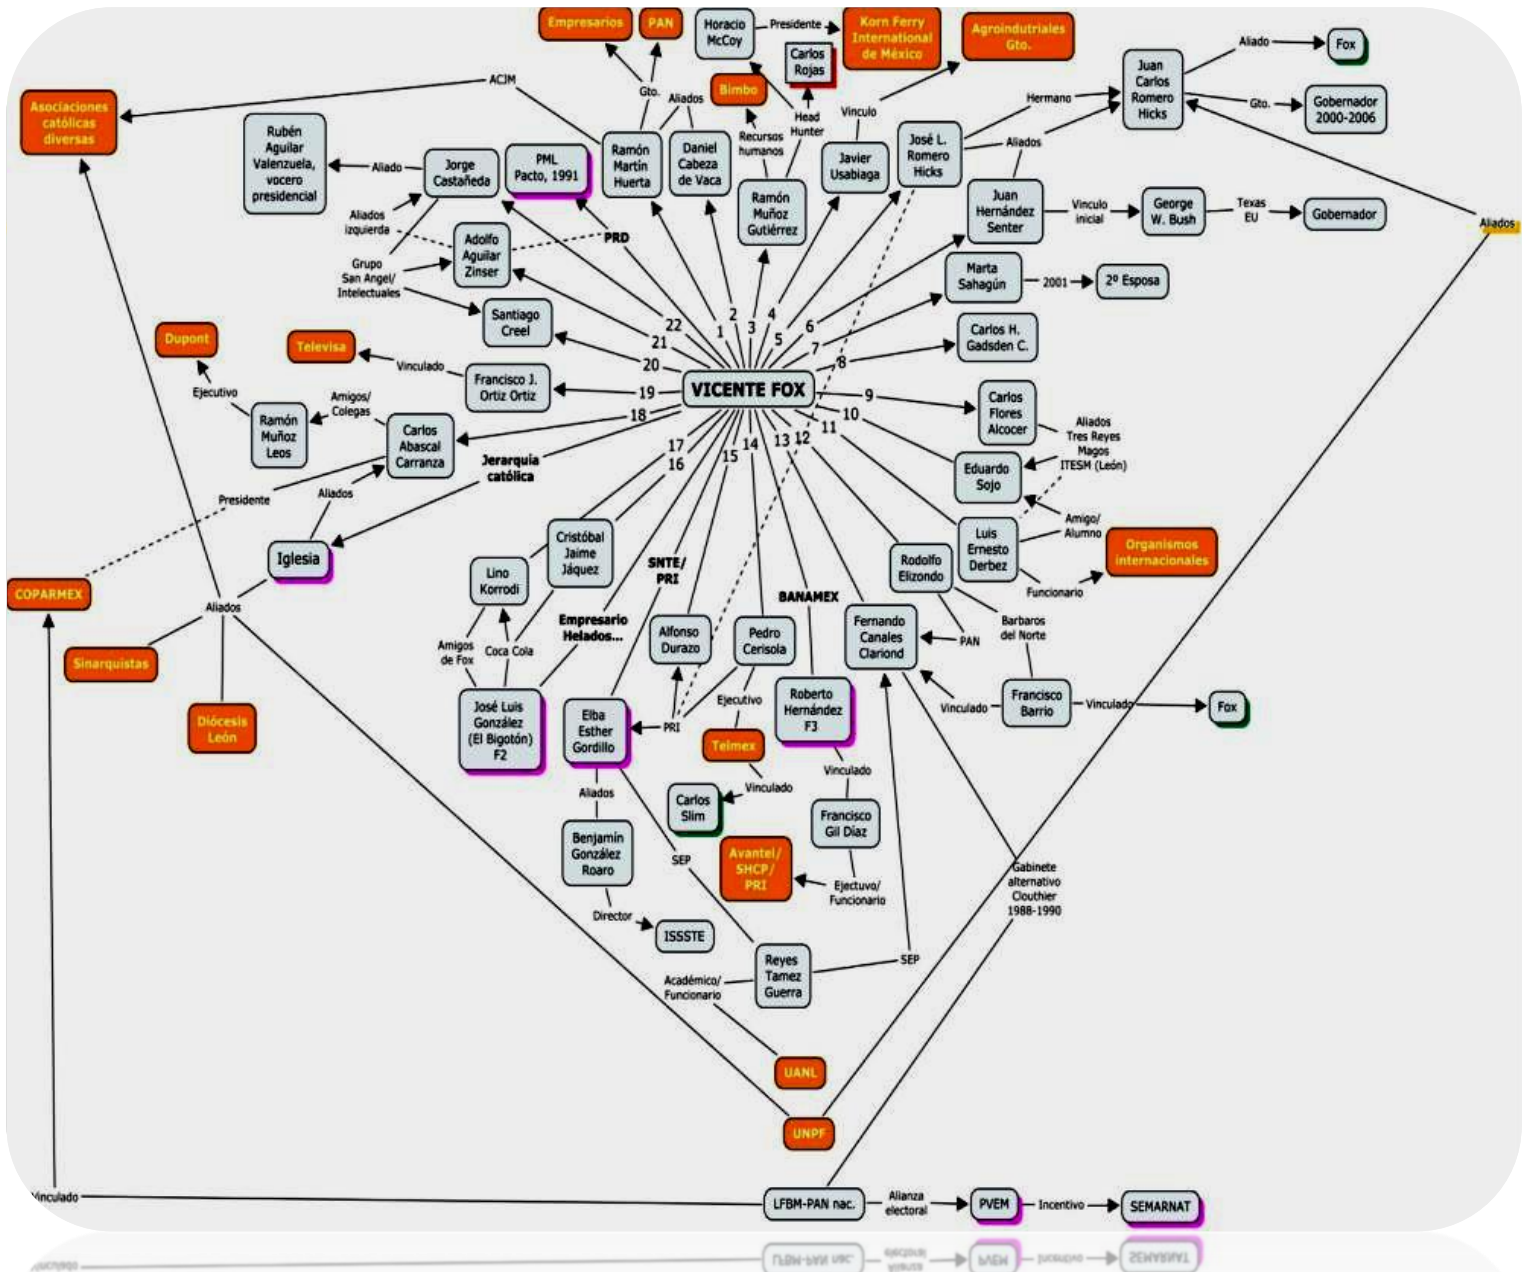 Empresarios
PAN
Horacio
McCoy
Presidente
Korn Ferry
International
de México
Agroindutriales
Gto.
Carlos
Rojas
Juan
Carlos
Romero
Hicks
Aliado
Fox
ACJM
Gto.
Bimbo
Aliados
Vinculo
Hermano
Gto.
Gobernador
2000-2006
Asociaciones
católicas
diversas
Rubén
Aguilar
Valenzuela,
vocero
presidencial
Aliado
Jorge
Castañeda
PML
Pacto, 1991
Ramón
Martín
Huerta
Daniel
Cabeza
de Vaca
Recursos
humanos
Head
Hunter
Javier
Usabiaga
José L.
Romero
Hicks
Aliados
Ramón
Muñoz
Gutiérrez
Juan
Hernández
Senter
Vinculo
inicial
George
W. Bush
Texas
EU
Gobernador
Aliados
Aliados
izquierda
Adolfo
Aguilar
Zinser
PRD
Grupo
San Angel/
Intelectuales
Marta
Sahagún
2001
2º Esposa
Santiago
Creel
Carlos H.
Gadsden C.
22
21
20
19
18
1
2
3
4
5
6
7
8
9
10
11
12
13
14
15
16
17
VICENTE FOX
Dupont
Televisa
Vinculado
Francisco J.
Ortiz Ortiz
Ejecutivo
Amigos/
Colegas
Ramón
Muñoz
Leos
Carlos
Abascal
Carranza
Jerarquia
católica
Carlos
Flores
Alcocer
Aliados
Tres Reyes
Magos
ITESM (León)
Eduardo
Sojo
Presidente
Aliados
Amigo/
Alumno
Luis
Ernesto
Derbez
Organismos
internacionales
Funcionario
Iglesia
Cristóbal
Jaime
Jáquez
Lino
Korrodi
SNTE/
PRI
Rodolfo
Elizondo
COPARMEX
Aliados
BANAMEX
Empresario
Helados...
Alfonso
Durazo
Pedro
Cerisola
Fernando
Canales
Clariond
PAN
Barbaros
del Norte
Sinarquistas
Amigos
de Fox
Coca Cola
José Luis
González
(El Bigotón)
F2
Elba
Esther
Gordillo
PRI
Ejecutivo
Roberto
Hernández
F3
Vinculado
Francisco
Barrio
Vinculado
Fox
Diócesis
León
Telmex
Vinculado
Vinculado
Aliados
Carlos
Slim
Francisco
Gil Diaz
Benjamín
González
Roaro
SEP
Avantel/
SHCP/
PRI
Ejectuvo/
Funcionario
Gabinete
alternativo
Clouthier
1988-1990
Director
ISSSTE
Reyes
Tamez
Guerra
SEP
Académico/
Funcionario
UANL
UNPF
Vinculado
LFBM-PAN nac.
Alianza
electoral
PVEM
Incentivo
SEMARNAT